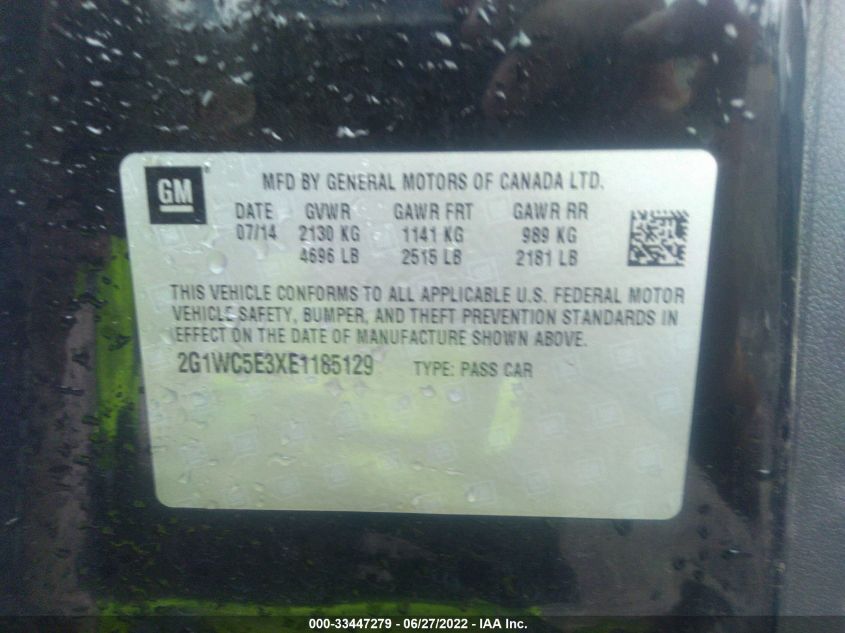 GM
MFD BY GENERAL MOTORS OF CANADA LTD.
DATE GVWR GAWR FRT GAWR RR
07/14 2130 KG 1141 KG 989 KG
4696 LB 2515 LB 2181 LB
THIS VEHICLE CONFORMS TO ALL APPLICABLE U.S. FEDERAL MOTOR
VEHICLE SAFETY, BUMPER, AND THEFT PREVENTION STANDARDS IN
EFFECT ON THE DATE OF MANUFACTURE SHOWN ABOVE.
2G1WC5E3XE1185129 TYPE: PASS CAR
000-33447279 - 06/27/2022 - IAA Inc.